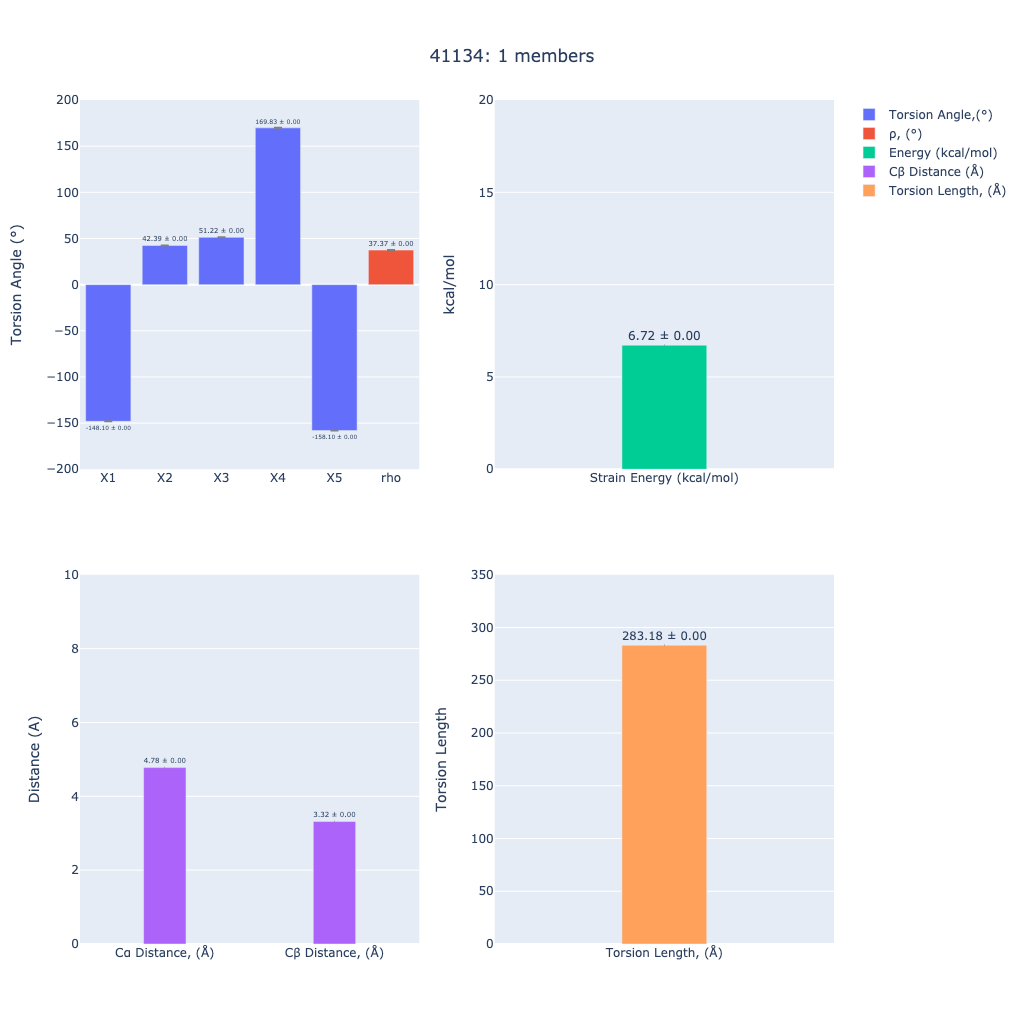 41134: 1 members
Torsion Angle (°)
200
150
100
50
0
−50
−100
−150
−200
-148.10 ± 0.00
42.39 ± 0.00
51.22 ± 0.00
169.83 ± 0.00
-158.10 ± 0.00
37.37 ± 0.00
X1 X2 X3 X4 X5 rho
kcal/mol
20
15
10
5
0
6.72 ± 0.00
Strain Energy (kcal/mol)
Torsion Angle,(°)
ρ, (°)
Energy (kcal/mol)
Cβ Distance (Å)
Torsion Length, (Å)
Distance (A)
10
8
6
4
2
0
4.78 ± 0.00
3.32 ± 0.00
Cα Distance, (Å) Cβ Distance, (Å)
Torsion Length
350
300
250
200
150
100
50
0
283.18 ± 0.00
Torsion Length, (Å)